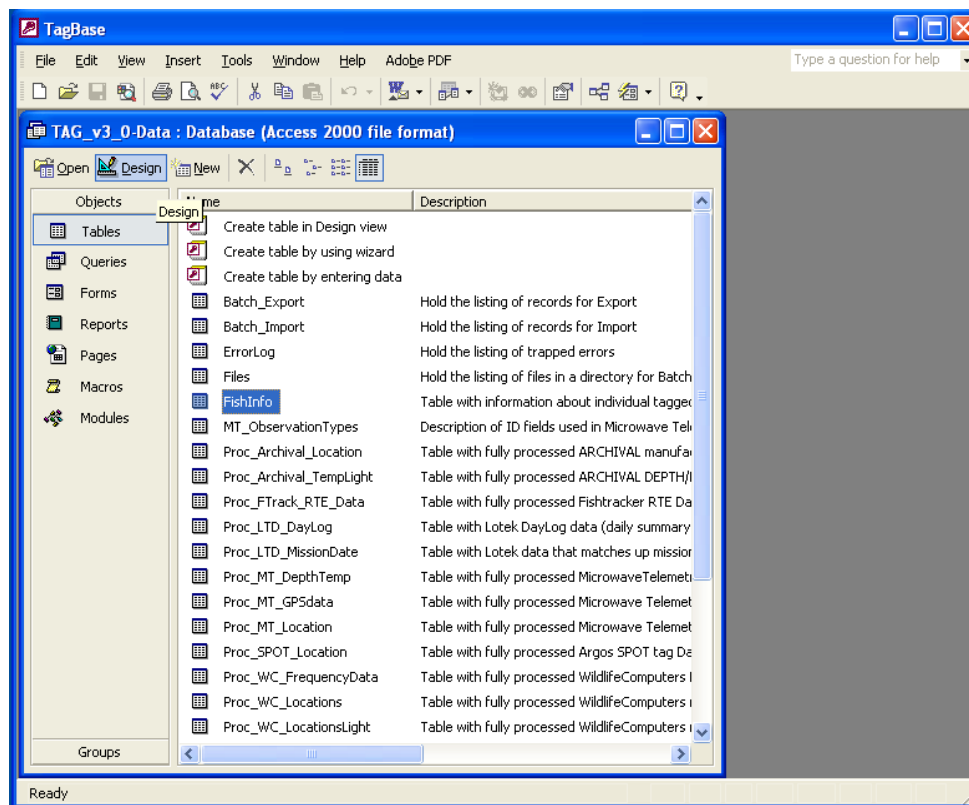 TagBase
File Edit View Insert Tools Window Help Adobe PDF Type a question for help
TAG_v3_0-Data : Database (Access 2000 file format)
Open Design New
Objects Name Description
Design
Tables
Queries
Forms
Reports
Pages
Macros
Modules
Groups
Create table in Design view
Create table by using wizard
Create table by entering data
Batch_Export Hold the listing of records for Export
Batch_Import Hold the listing of records for Import
ErrorLog Hold the listing of trapped errors
Files Hold the listing of files in a directory for Batch
FishInfo Table with information about individual tagged
MT_ObservationTypes Description of ID fields used in Microwave Tel
Proc_Archival_Location Table with fully processed ARCHIVAL manufa
Proc_Archival_TempLight Table with fully processed ARCHIVAL DEPTH/
Proc_FTrack_RTE_Data Table with fully processed Fishtracker RTE Da
Proc_LTD_DayLog Table with Lotek DayLog data (daily summary
Proc_LTD_MissionDate Table with Lotek data that matches up mission
Proc_MT_DepthTemp Table with fully processed MicrowaveTelemet
Proc_MT_GPSdata Table with fully processed Microwave Telemet
Proc_MT_Location Table with fully processed Microwave Telemet
Proc_SPOT_Location Table with fully processed Argos SPOT tag Da
Proc_WC_FrequencyData Table with fully processed WildlifeComputers
Proc_WC_Locations Table with fully processed WildlifeComputers
Proc_WC_LocationsLight Table with fully processed WildlifeComputers
Ready